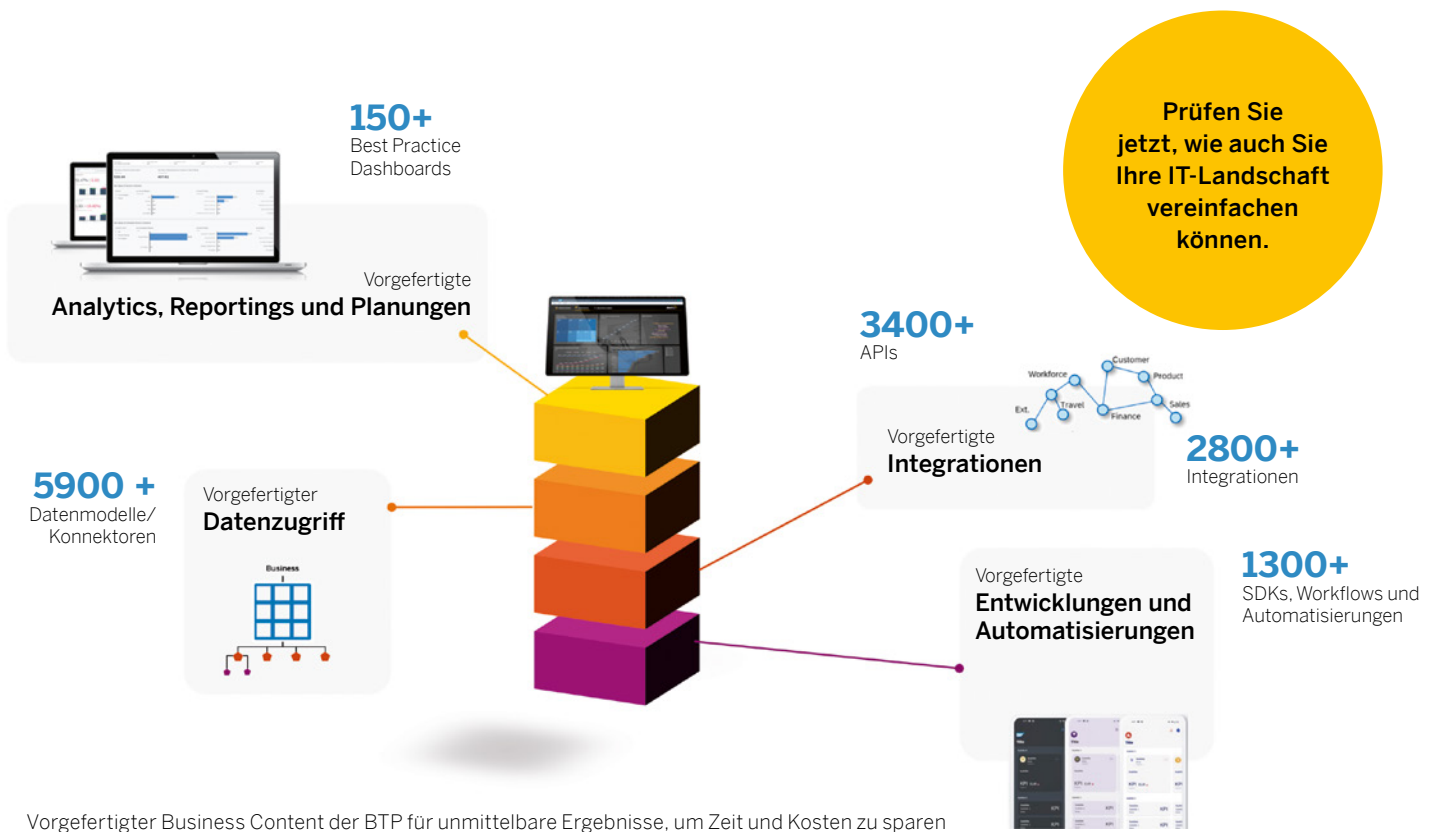 150+
Best Practice
Dashboards
Prüfen Sie
jetzt, wie auch Sie
Ihre IT-Landschaft
vereinfachen
können.
Vorgefertigte
Analytics, Reportings und Planungen
3400+
APIs
Customer
Workforce
Product
Ext.
Travel
Finance
Sales
Vorgefertigte
Integrationen
2800+
Integrationen
5900 +
Datenmodelle/
Konnektoren
Vorgefertigter
Datenzugriff
Business
Vorgefertigte
Entwicklungen und
Automatisierungen
1300+
SDKs, Workflows und
Automatisierungen
Vorgefertigter Business Content der BTP für unmittelbare Ergebnisse, um Zeit und Kosten zu sparen